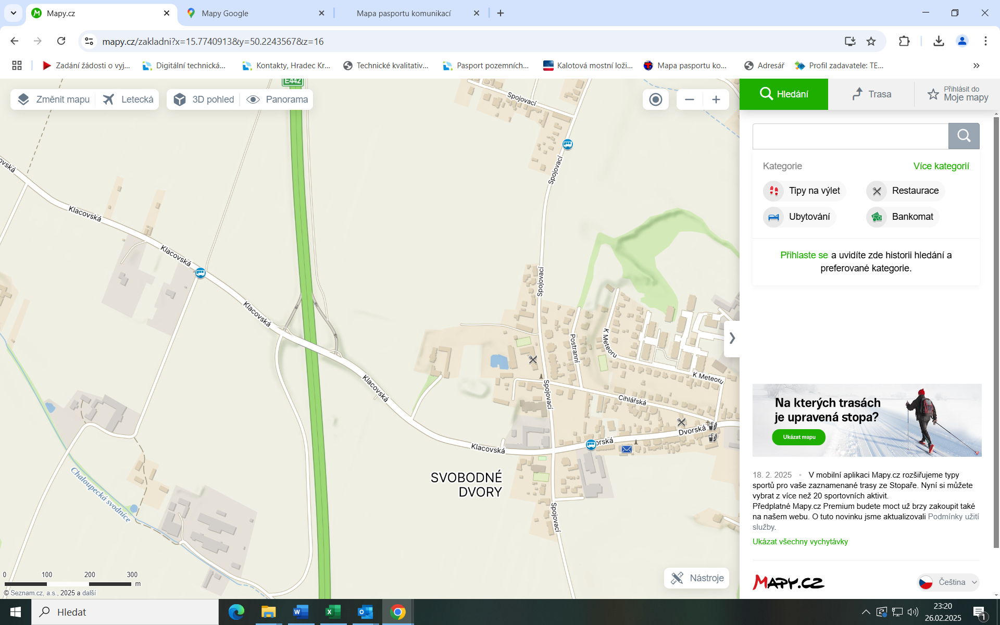 Mapy.cz
Mapy Google
Mapa pasportu komunikací
mapy.cz/zakladni?x=15.7740913&y=50.2243567&z=16
Zadání žádosti o vyj...
Digitální technická...
Kontakty, Hradec Kr...
Technické kvalitativ...
Pasport pozemních...
Kalotová mostní loži...
Mapa pasportu ko...
Adresář
Profil zadavatele: TE...
E442
Změnit mapu
Letecká
3D pohled
Panorama
Hledání
Trasa
Přihlásit do
Moje mapy
Kategorie
Více kategorií
Tipy na výlet
Restaurace
Ubytování
Bankomat
Přihlaste se a uvidíte zde historii hledání a
preferované kategorie.
Spojovací
Spojovací
Spojovací
Spojovací
Spojovací
ovská
Klacovská
Klacovská
Klacovská
Klacovská
Klacovská
Postranní
K Meteoru
K Meteoru
Cihlářská
Dvorská
orská
SVOBODNÉ
DVORY
Chaloupecká svodnice
Na kterých trasách
je upravená stopa?
Ukázat mapu
18. 2. 2025 • V mobilní aplikaci Mapy.cz rozšiřujeme typy
sportů pro vaše zaznamenané trasy ze Stopaře. Nyní si můžete
vybrat z více než 20 sportovních aktivit.
Předplatné Mapy.cz Premium budete moct už brzy zakoupit také
na našem webu. O tuto novinku jsme aktualizovali Podmínky užití
služby.
Ukázat všechny vychytávky
Mapy.cz
Čeština
Nástroje
0 100 200 300
m
© Seznam.cz, a.s., 2025 a další
Hledat
23:20
26.02.2025
1